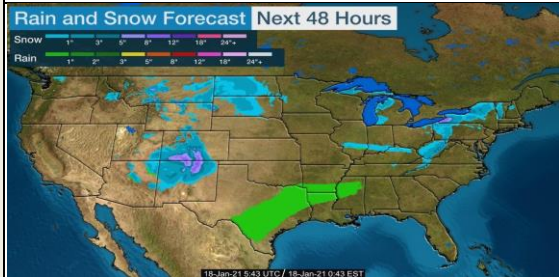 Rain and Snow Forecast Next 48 Hours
Snow
1" 3" 5" 8" 12" 18" 24"+
Rain
1" 2" 3" 5" 8" 12" 18" 24"+
18-Jan-21 5:43 UTC / 18-Jan-21 0:43 EST